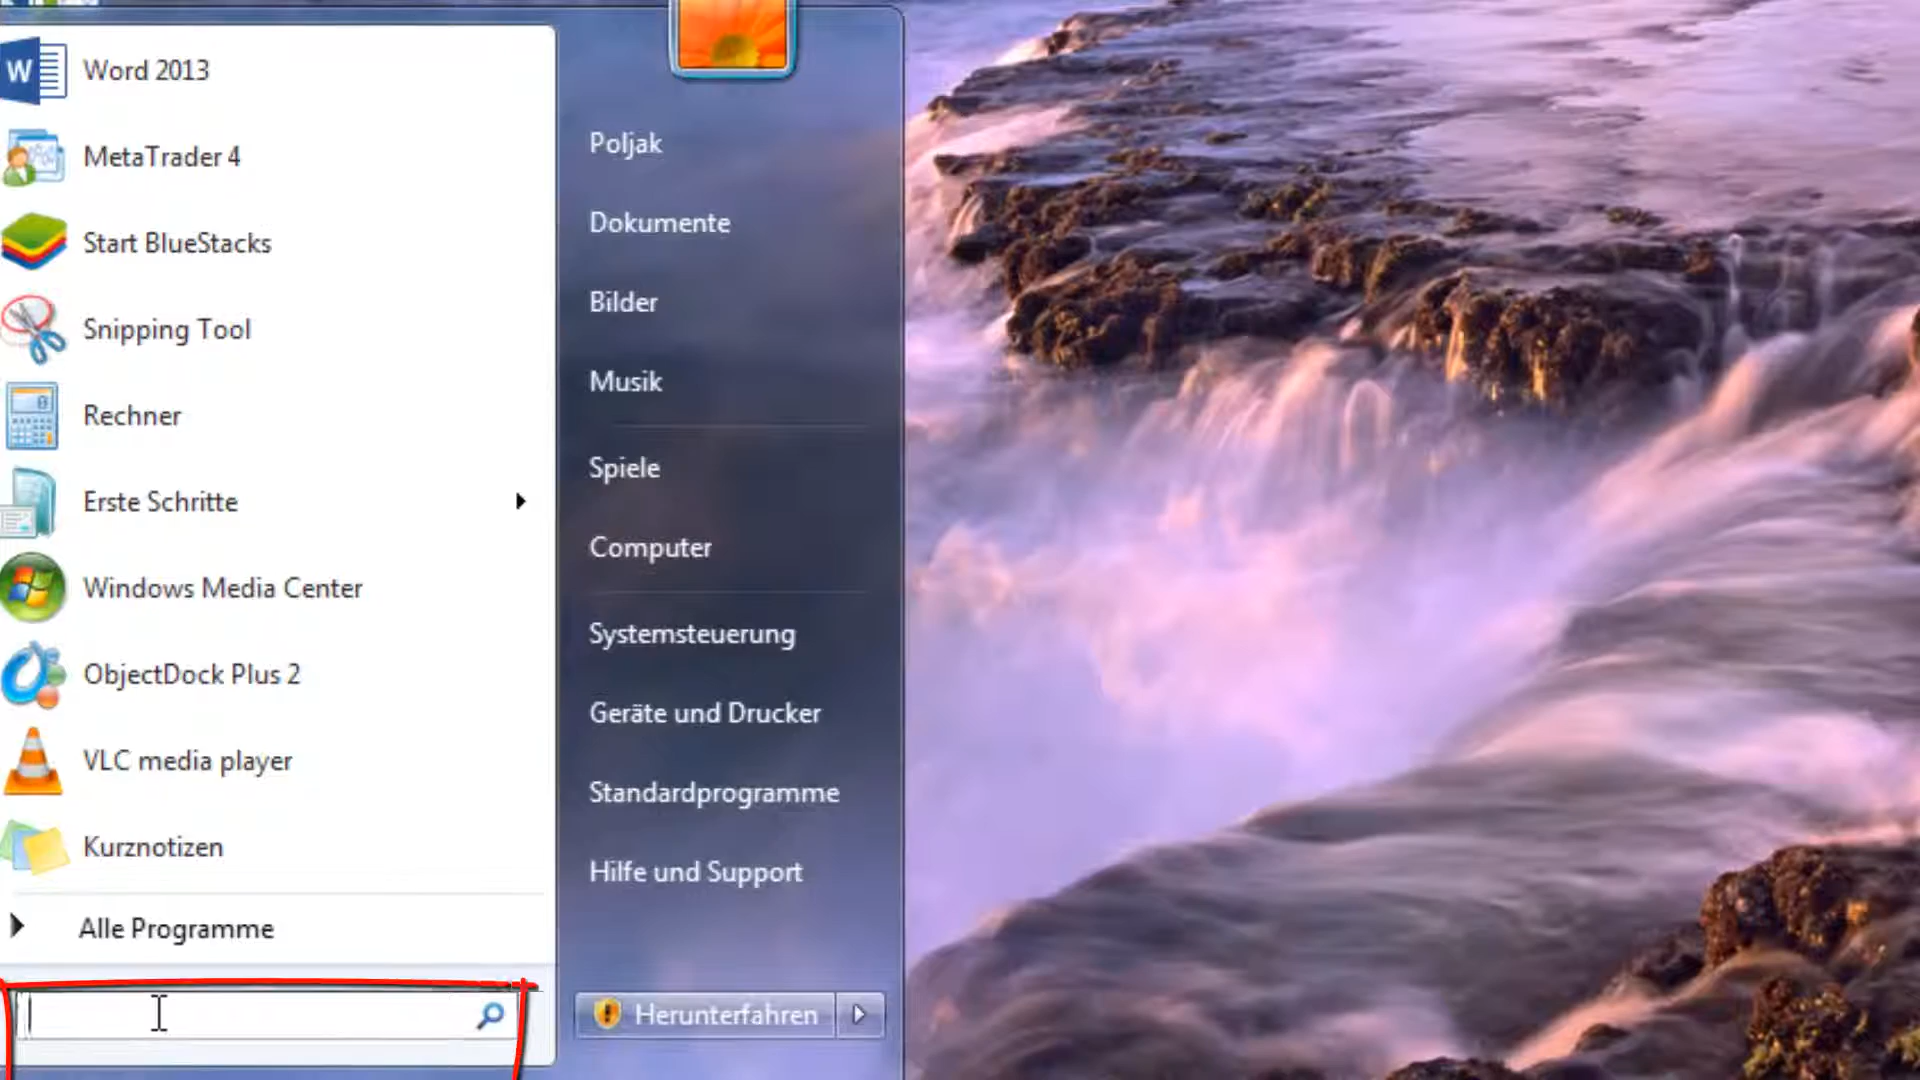 Word 2013
MetaTrader 4
Start BlueStacks
Snipping Tool
Rechner
Erste Schritte
Windows Media Center
ObjectDock Plus 2
VLC media player
Kurznotizen
Alle Programme
Poljak
Dokumente
Bilder
Musik
Spiele
Computer
Systemsteuerung
Geräte und Drucker
Standardprogramme
Hilfe und Support
Herunterfahren